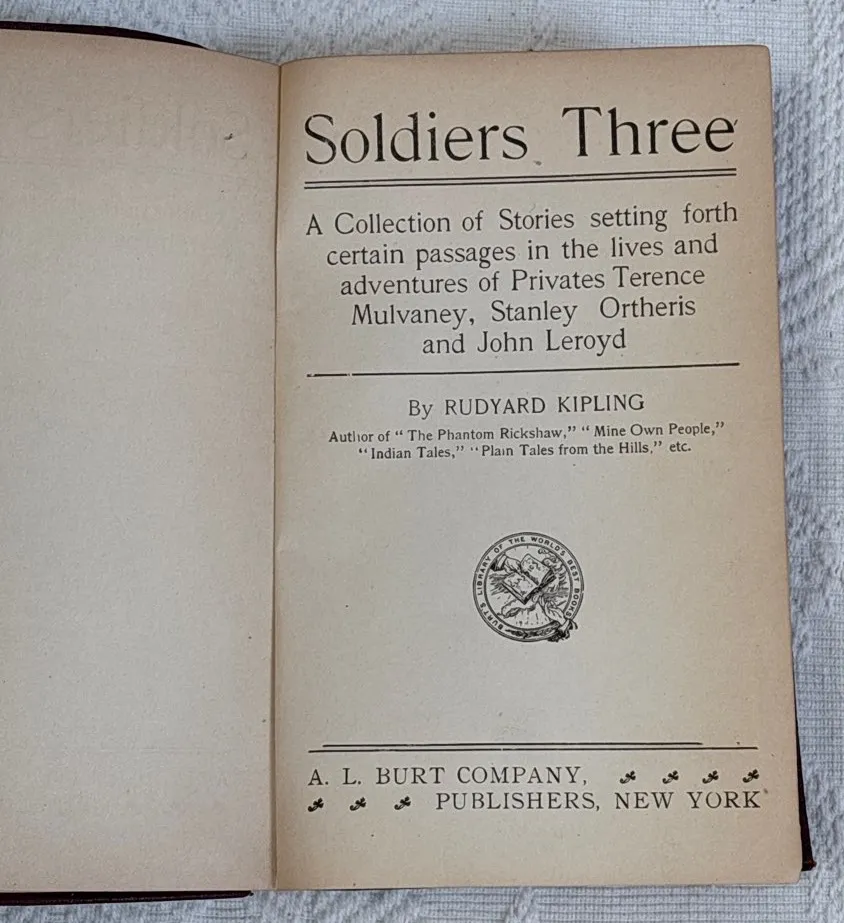 Soldiers Three
A Collection of Stories setting forth
certain passages in the lives and
adventures of Privates Terence
Mulvaney, Stanley Ortheris
and John Leroyd
By RUDYARD KIPLING
Author of “ The Phantom Rickshaw,” “ Mine Own People,”
“ Indian Tales,” “ Plain Tales from the Hills,” etc.
BURT'S LIBRARY OF THE WORLD'S BEST BOOKS
A. L. BURT COMPANY,
PUBLISHERS, NEW YORK